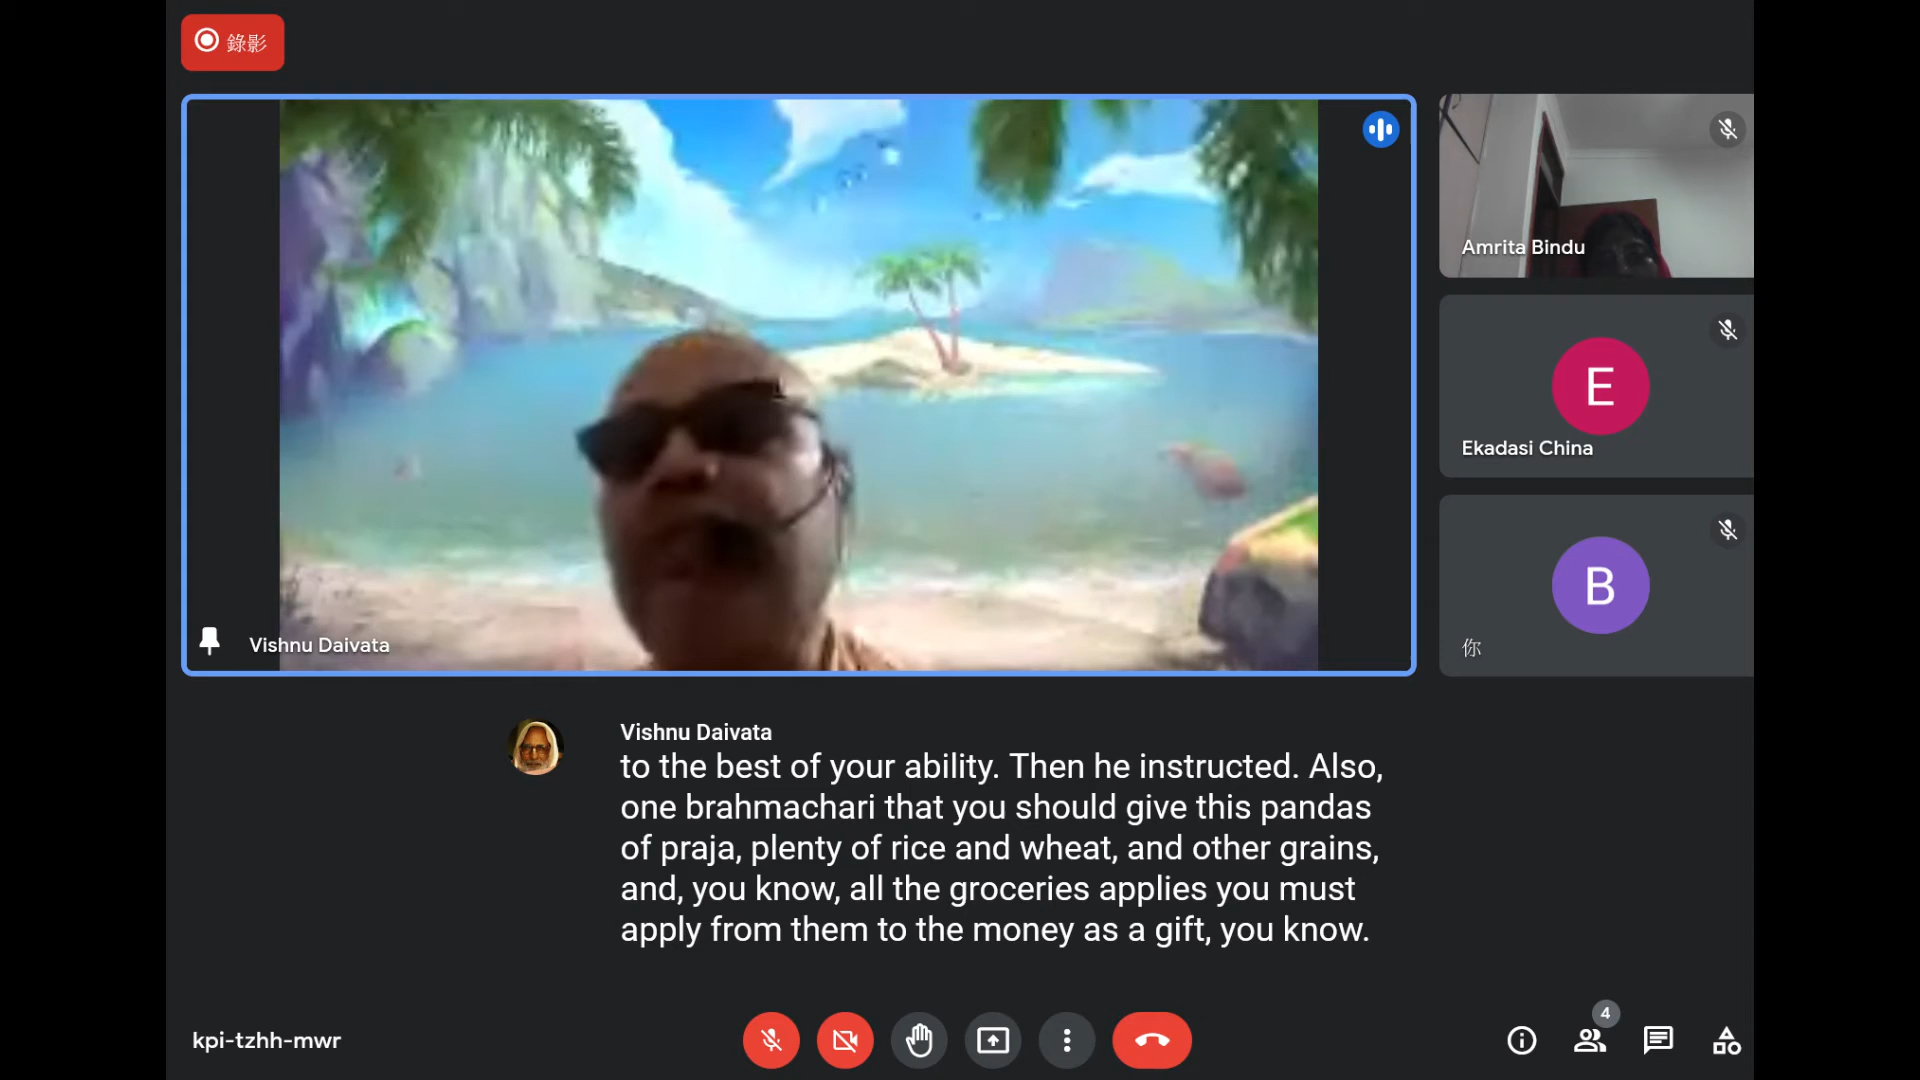 錄影
Vishnu Daivata
Amrita Bindu
E
Ekadasi China
B
你
Vishnu Daivata
to the best of your ability. Then he instructed. Also,
one brahmachari that you should give this pandas
of praja, plenty of rice and wheat, and other grains,
and, you know, all the groceries applies you must
apply from them to the money as a gift, you know.
kpi-tzhh-mwr
4